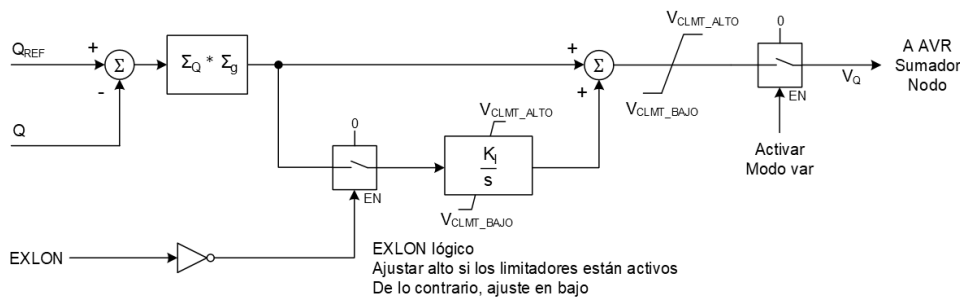 Q_REF
+
Σ
-
Q
Σ_Q * Σ_g
0
EN
V_CLMT_ALTO
K_I
s
V_CLMT_BAJO
+
+
Σ
V_CLMT_ALTO
V_CLMT_BAJO
0
EN
V_Q
A AVR
Sumador
Nodo
Activar
Modo var
EXLON
EXLON lógico
Ajustar alto si los limitadores están activos
De lo contrario, ajuste en bajo